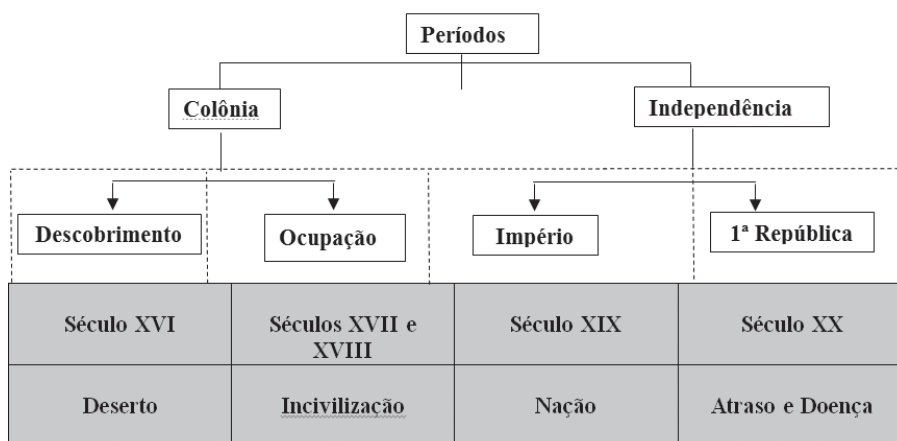 Períodos
Colônia
Independência
Descobrimento
Ocupação
Império
1ª República
Século XVI
Séculos XVII e
XVIII
Século XIX
Século XX
Deserto
Incivilização
Nação
Atraso e Doença